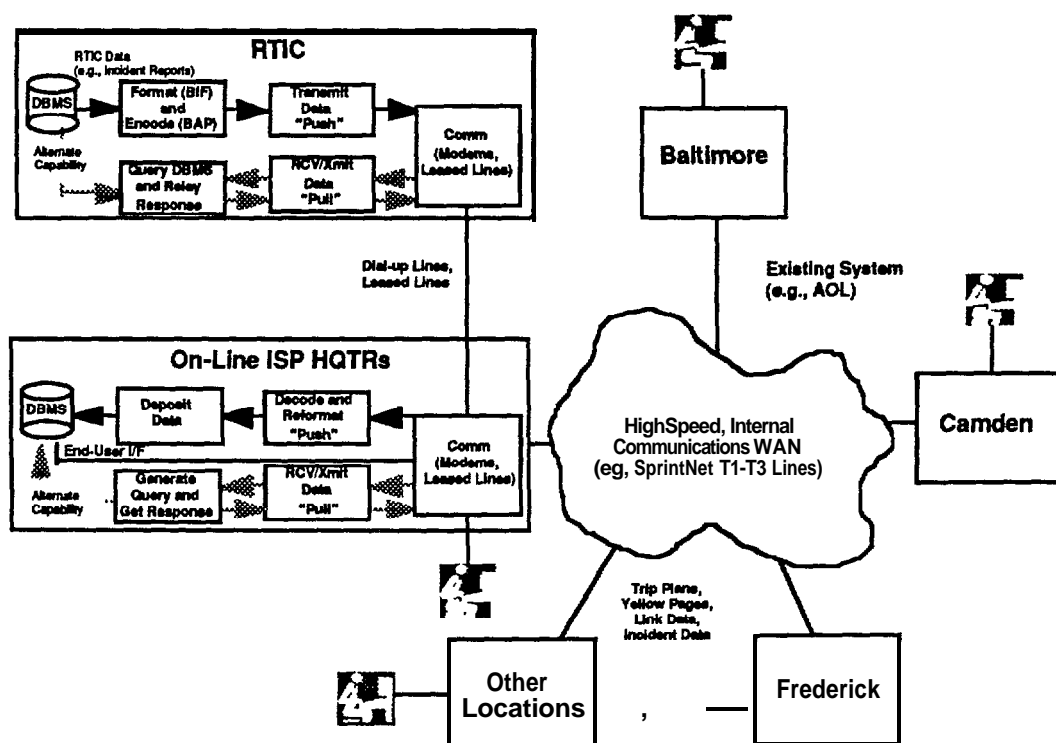 RTIC
RTIC Data
(e.g., Incident Reports)
DBMS
Format (BIF)
and
Encode (BAP)
Transmit
Data
"Push"
Comm
(Modems,
Leased Lines)
Alternate
Capability
Query DBMS
and Relay
Response
RCV/Xmit
Data
"Pull"
Baltimore
Dial-up Lines,
Leased Lines
Existing System
(e.g., AOL)
On-Line ISP HQTRs
DBMS
Deposit
Data
Decode and
Reformat
"Push"
Comm
(Modems,
Leased Lines)
End-User I/F
Alternate
Capability
Generate
Query and
Get Response
RCV/Xmit
Data
"Pull"
HighSpeed, Internal
Communications WAN
(eg, SprintNet T1-T3 Lines)
Camden
Trip Plans,
Yellow Pages,
Link Data,
Incident Data
Other
Locations
,
Frederick